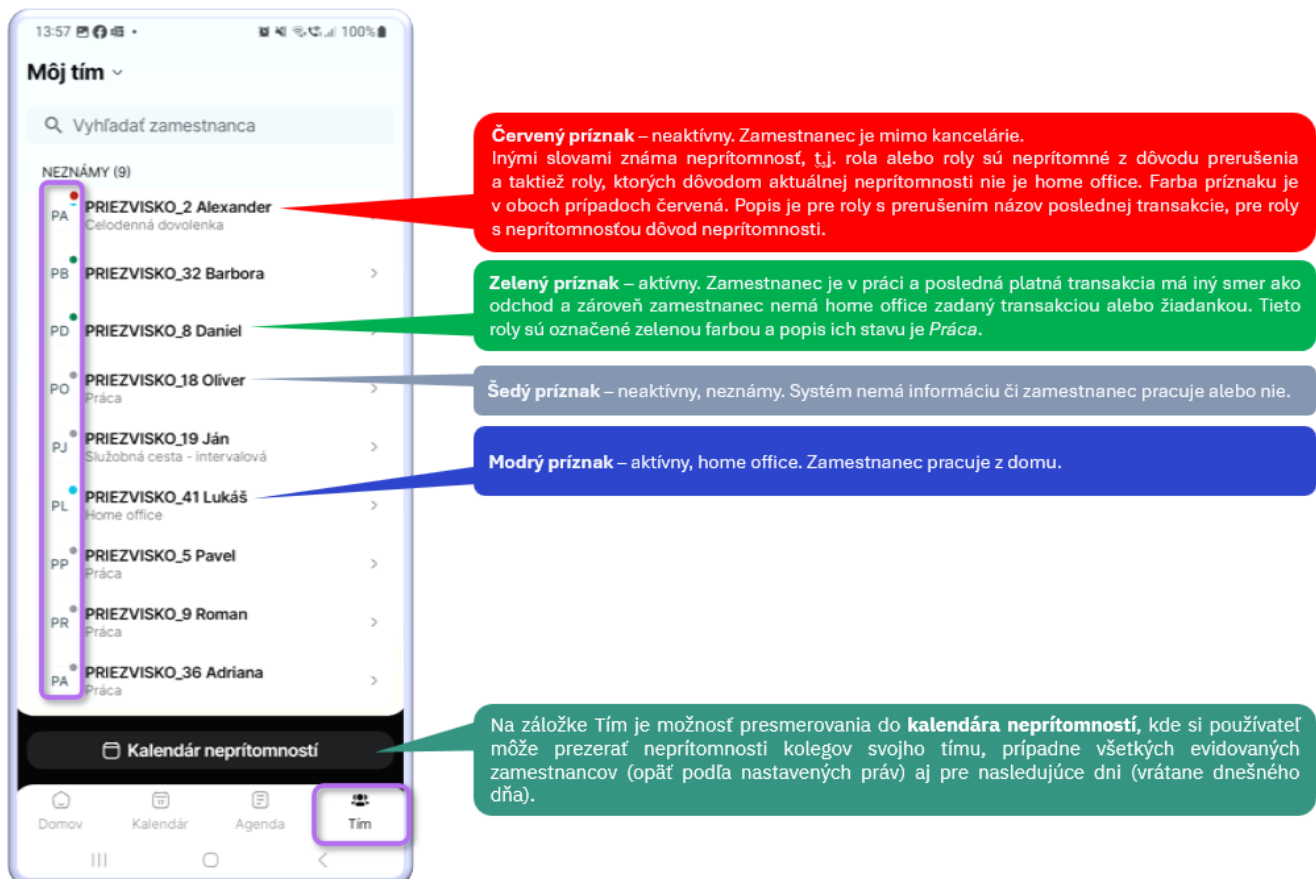 13:57
100%
Môj tím
Vyhľadať zamestnanca
NEZNÁMY (9)
PA
PRIEZVISKO_2 Alexander
Celodenná dovolenka
PB
PRIEZVISKO_32 Barbora
PD
PRIEZVISKO_8 Daniel
PO
PRIEZVISKO_18 Oliver
Práca
PJ
PRIEZVISKO_19 Ján
Služobná cesta - intervalová
PL
PRIEZVISKO_41 Lukáš
Home office
PP
PRIEZVISKO_5 Pavel
Práca
PR
PRIEZVISKO_9 Roman
Práca
PA
PRIEZVISKO_36 Adriana
Práca
Kalendár neprítomností
Domov
17
Kalendár
Agenda
Tím
Červený príznak – neaktívny. Zamestnanec je mimo kancelárie.
Inými slovami známa neprítomnosť, t.j. rola alebo roly sú neprítomné z dôvodu prerušenia
a taktiež roly, ktorých dôvodom aktuálnej neprítomnosti nie je home office. Farba príznaku je
v oboch prípadoch červená. Popis je pre roly s prerušením názov poslednej transakcie, pre roly
s neprítomnosťou dôvod neprítomnosti.
Zelený príznak – aktívny. Zamestnanec je v práci a posledná platná transakcia má iný smer ako
odchod a zároveň zamestnanec nemá home office zadaný transakciou alebo žiadankou. Tieto
roly sú označené zelenou farbou a popis ich stavu je Práca.
Šedý príznak – neaktívny, neznámy. Systém nemá informáciu či zamestnanec pracuje alebo nie.
Modrý príznak – aktívny, home office. Zamestnanec pracuje z domu.
Na záložke Tím je možnosť presmerovania do kalendára neprítomností, kde si používateľ
môže prezerať neprítomnosti kolegov svojho tímu, prípadne všetkých evidovaných
zamestnancov (opäť podľa nastavených práv) aj pre nasledujúce dni (vrátane dnešného
dňa).